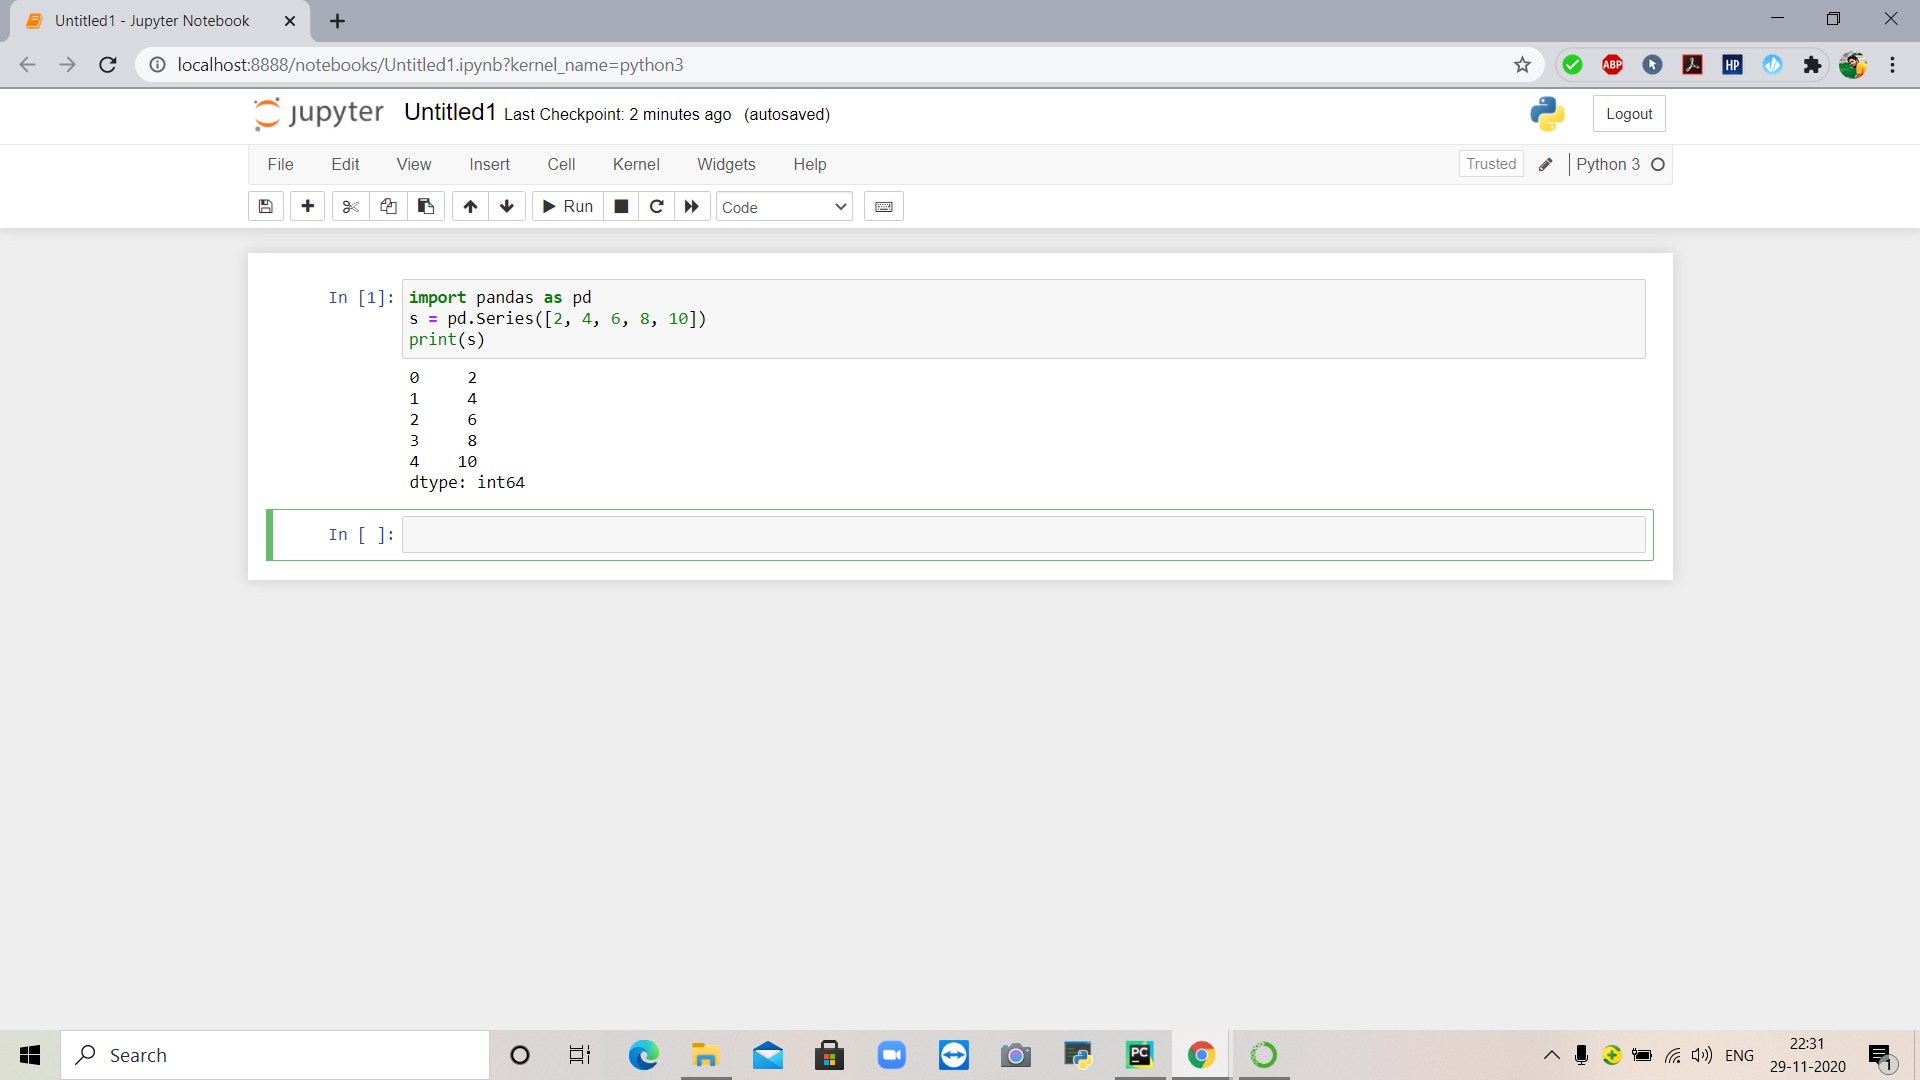 Untitled1 - Jupyter Notebook
localhost:8888/notebooks/Untitled1.ipynb?kernel_name=python3
ABP
HP
jupyter Untitled1 Last Checkpoint: 2 minutes ago (autosaved)
Logout
File Edit View Insert Cell Kernel Widgets Help
Trusted Python 3
Run Code
In [1]: import pandas as pd
s = pd.Series([2, 4, 6, 8, 10])
print(s)
0     2
1     4
2     6
3     8
4    10
dtype: int64
In [ ]:
Search
PC
ENG
22:31
29-11-2020
1